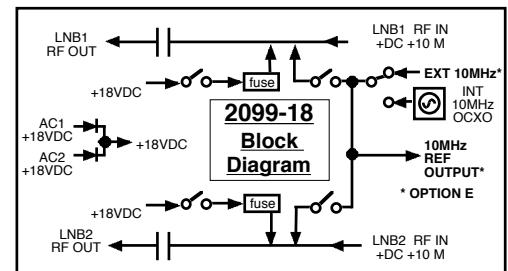 LNB1
RF OUT
LNB1 RF IN
+DC +10 M
+18VDC
fuse
EXT 10MHz*
INT
10MHz
OCXO
AC1
+18VDC
+18VDC
AC2
+18VDC
2099-18
Block
Diagram
10MHz
REF
OUTPUT*
* OPTION E
+18VDC
fuse
LNB2
RF OUT
LNB2 RF IN
+DC +10 M